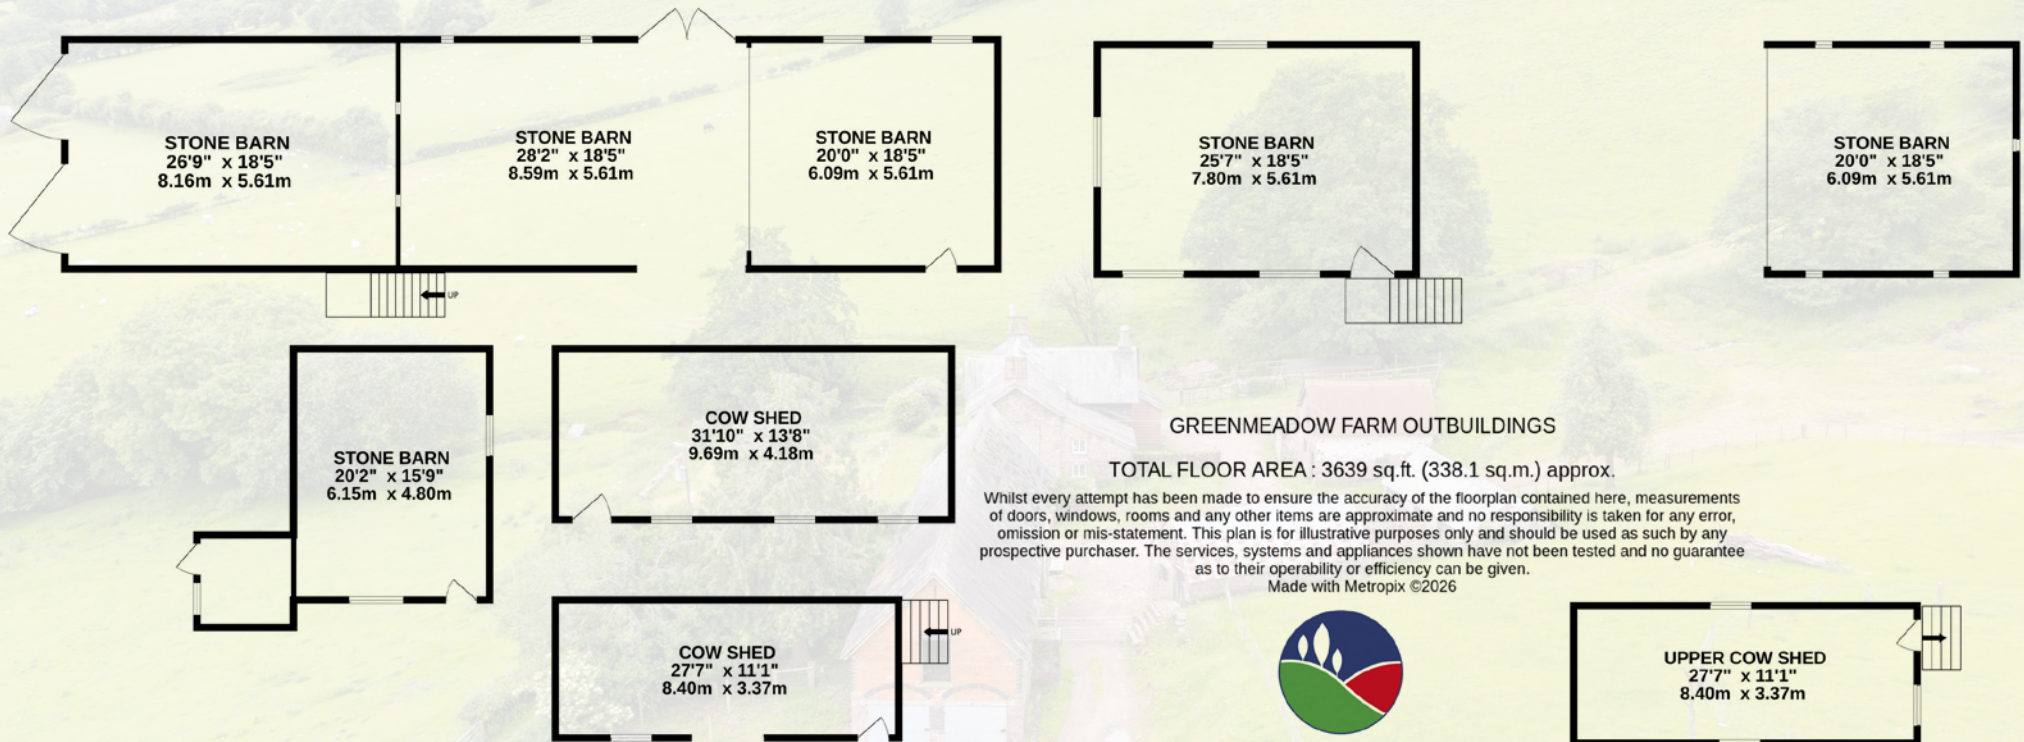 STONE BARN
26'9" x 18'5"
8.16m x 5.61m
STONE BARN
28'2" x 18'5"
8.59m x 5.61m
STONE BARN
20'0" x 18'5"
6.09m x 5.61m
STONE BARN
25'7" x 18'5"
7.80m x 5.61m
STONE BARN
20'0" x 18'5"
6.09m x 5.61m
UP
STONE BARN
20'2" x 15'9"
6.15m x 4.80m
COW SHED
31'10" x 13'8"
9.69m x 4.18m
GREENMEADOW FARM OUTBUILDINGS
TOTAL FLOOR AREA : 3639 sq.ft. (338.1 sq.m.) approx.
Whilst every attempt has been made to ensure the accuracy of the floorplan contained here, measurements
of doors, windows, rooms and any other items are approximate and no responsibility is taken for any error,
omission or mis-statement. This plan is for illustrative purposes only and should be used as such by any
prospective purchaser. The services, systems and appliances shown have not been tested and no guarantee
as to their operability or efficiency can be given.
Made with Metropix ©2026
COW SHED
27'7" x 11'1"
8.40m x 3.37m
UP
UPPER COW SHED
27'7" x 11'1"
8.40m x 3.37m